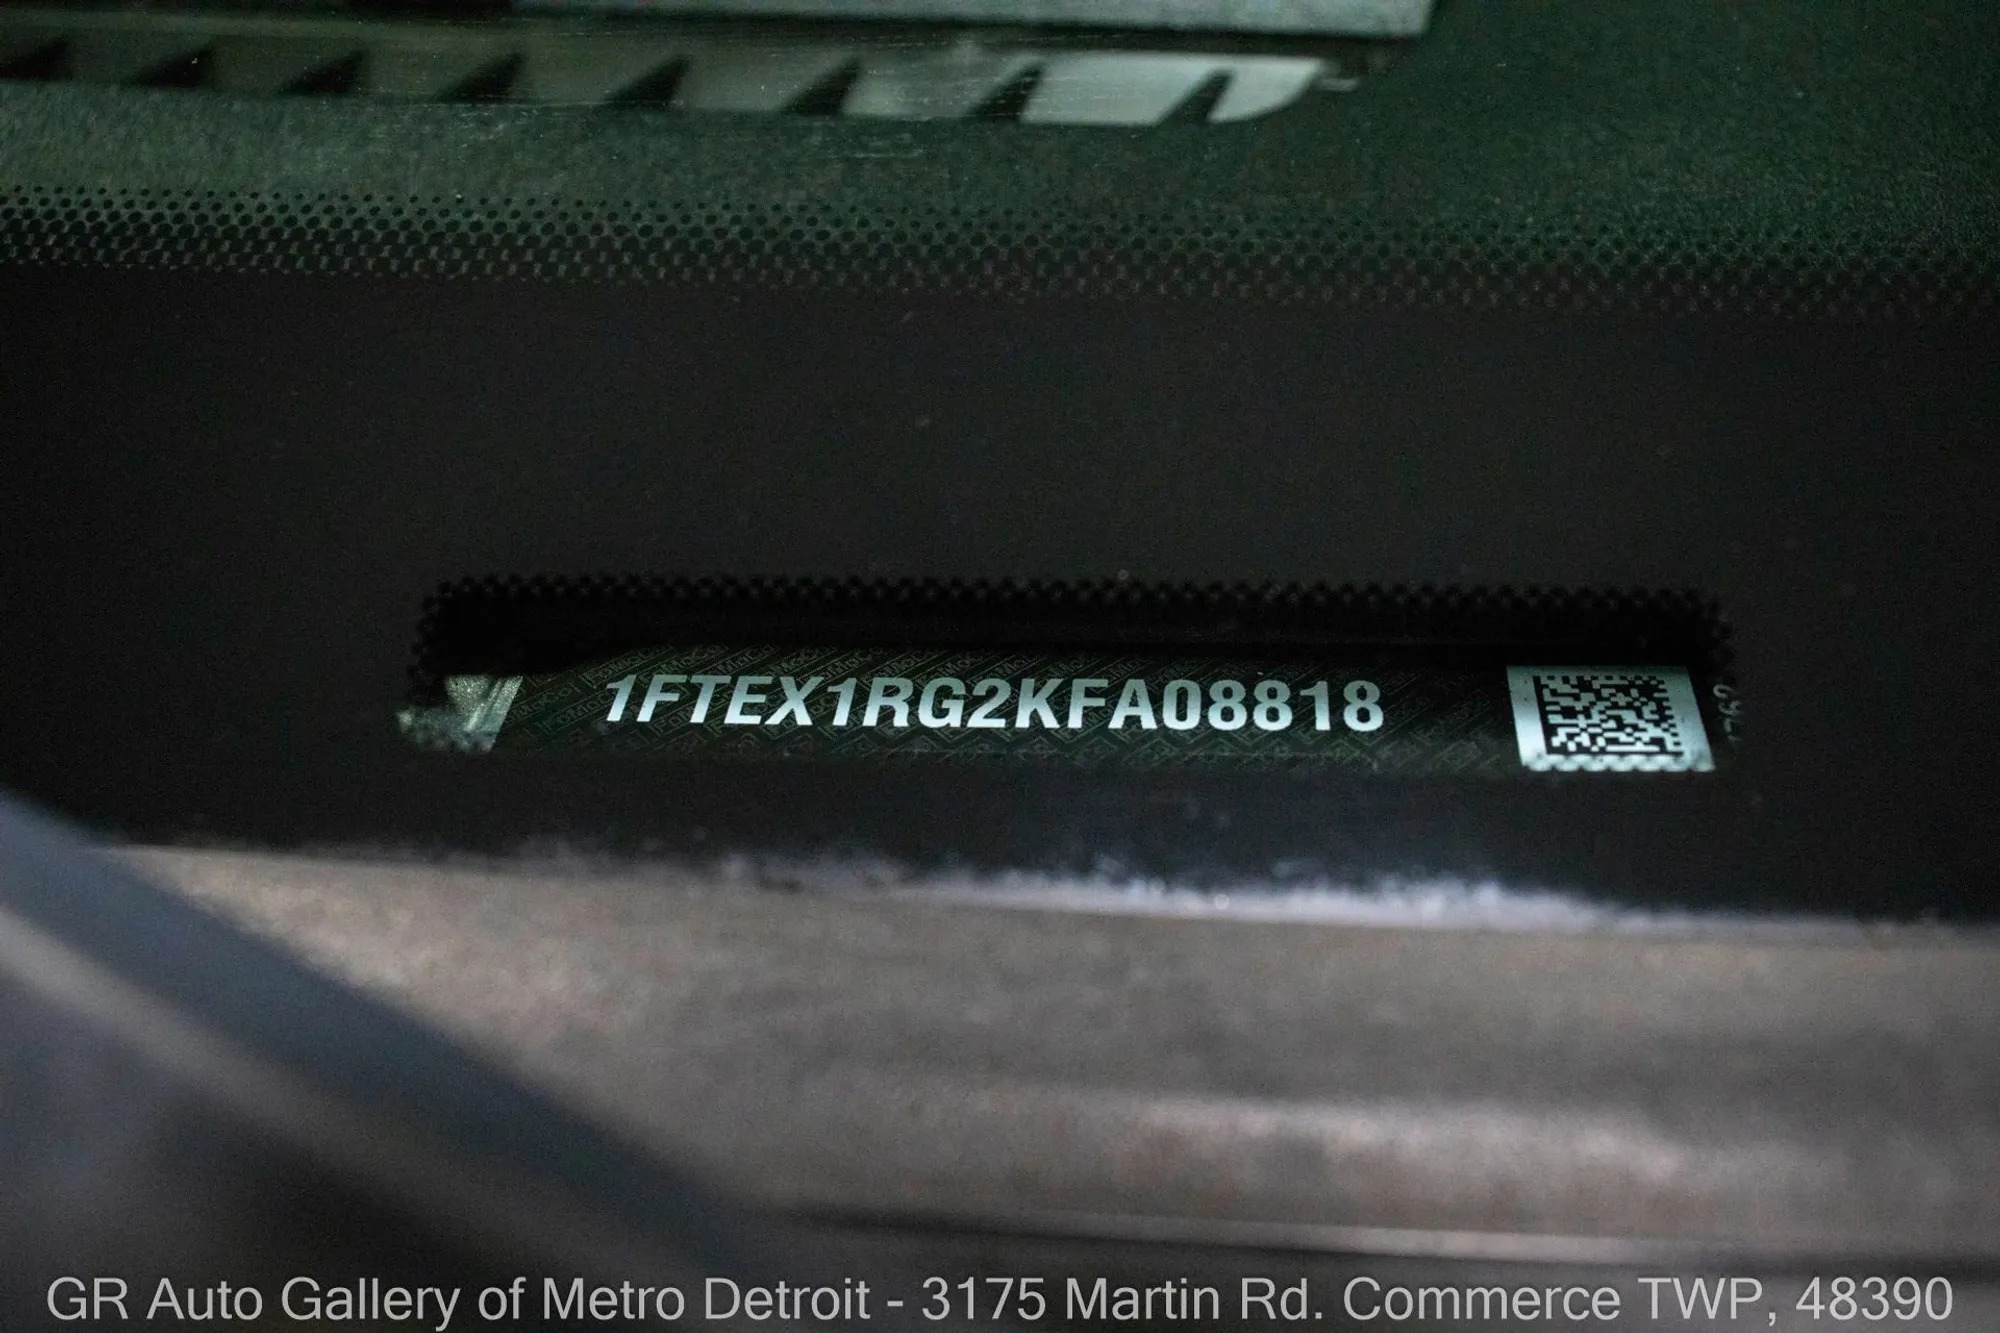 1FTEX1RG2KFA08818
GR Auto Gallery of Metro Detroit - 3175 Martin Rd. Commerce TWP, 48390